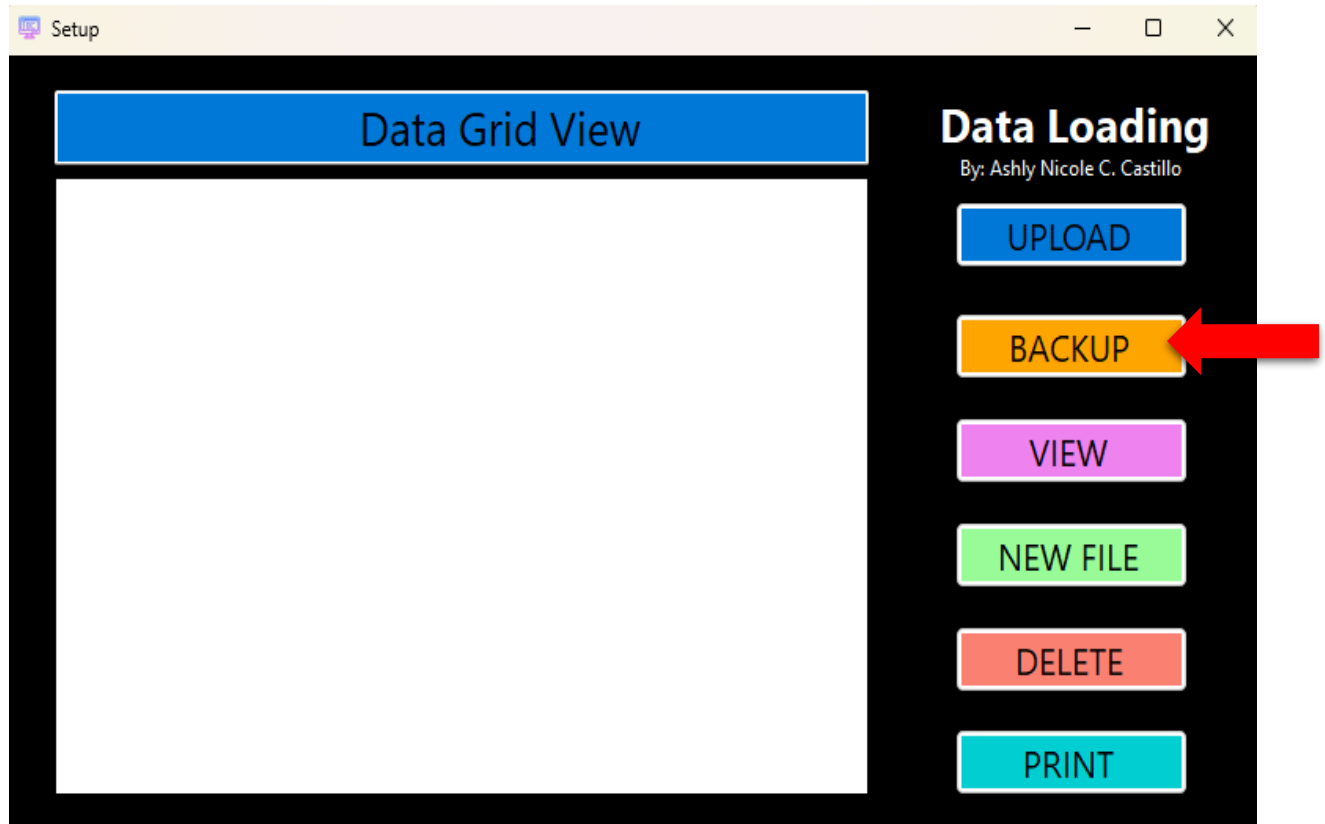 Setup
Data Grid View
Data Loading
By: Ashly Nicole C. Castillo
UPLOAD
BACKUP
VIEW
NEW FILE
DELETE
PRINT